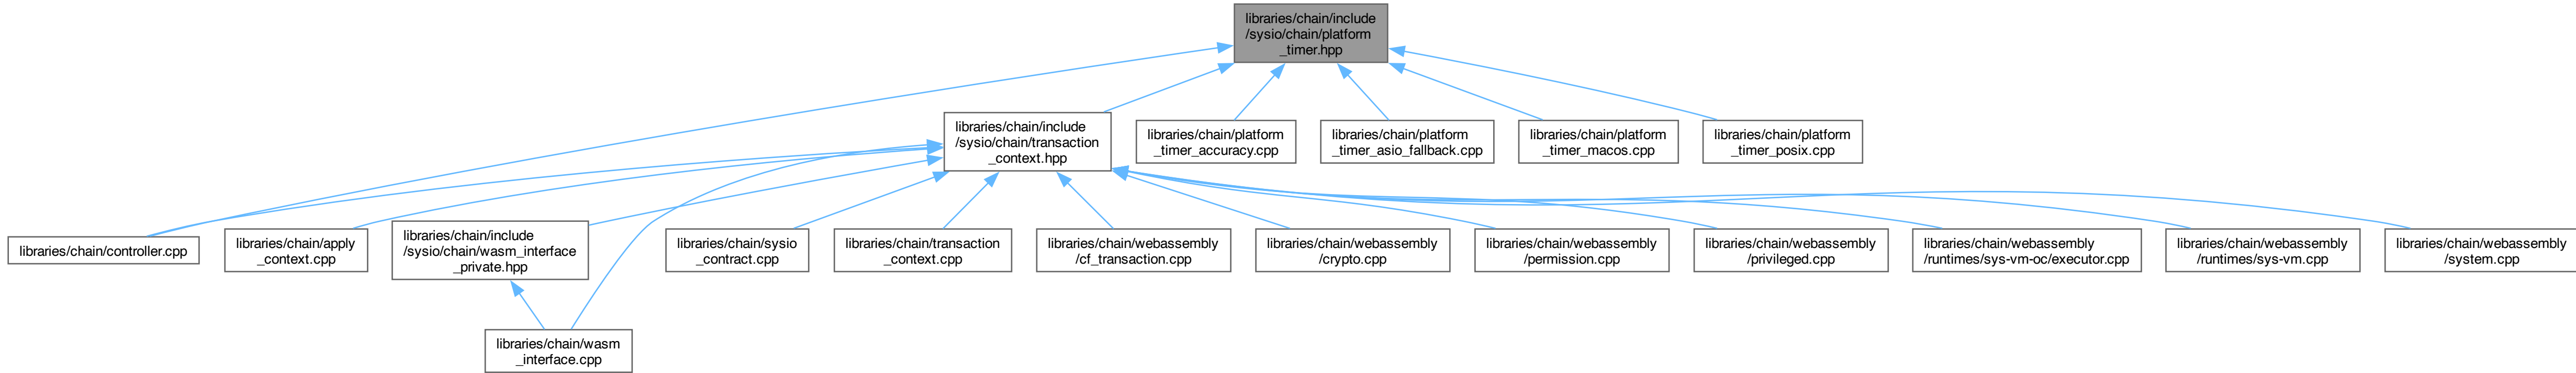 libraries/chain/include
/sysio/chain/platform
_timer.hpp
libraries/chain/include
/sysio/chain/transaction
_context.hpp
libraries/chain/platform
_timer_accuracy.cpp
libraries/chain/platform
_timer_asio_fallback.cpp
libraries/chain/platform
_timer_macos.cpp
libraries/chain/platform
_timer_posix.cpp
libraries/chain/controller.cpp
libraries/chain/apply
_context.cpp
libraries/chain/include
/sysio/chain/wasm_interface
_private.hpp
libraries/chain/sysio
_contract.cpp
libraries/chain/transaction
_context.cpp
libraries/chain/webassembly
/cf_transaction.cpp
libraries/chain/webassembly
/crypto.cpp
libraries/chain/webassembly
/permission.cpp
libraries/chain/webassembly
/privileged.cpp
libraries/chain/webassembly
/runtimes/sys-vm-oc/executor.cpp
libraries/chain/webassembly
/runtimes/sys-vm.cpp
libraries/chain/webassembly
/system.cpp
libraries/chain/wasm
_interface.cpp